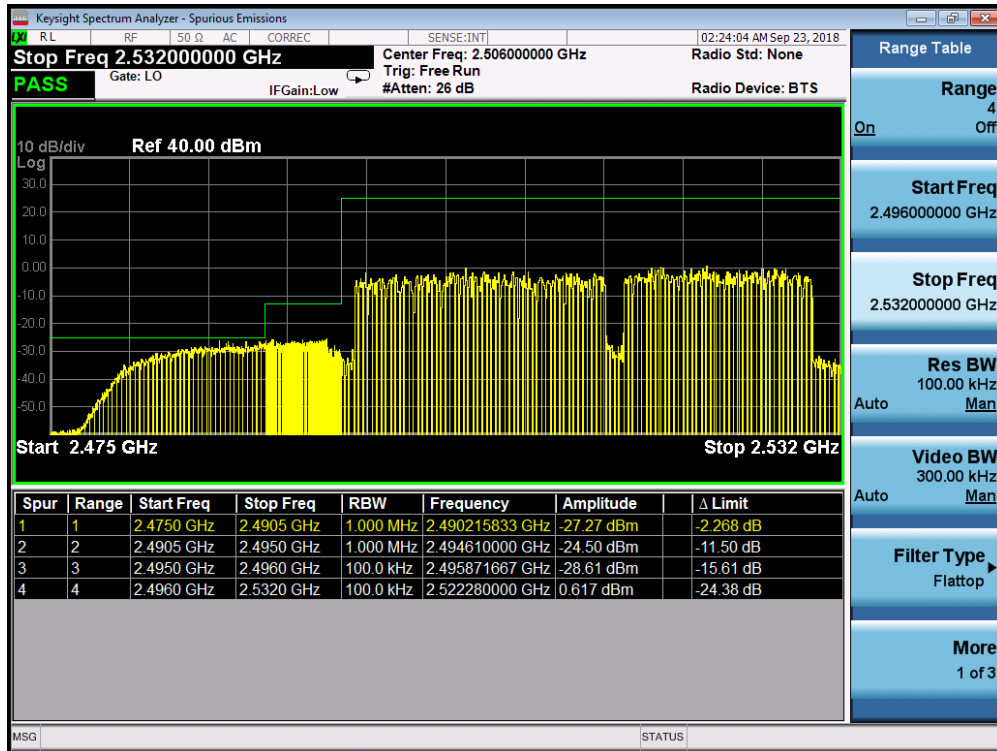 Keysight Spectrum Analyzer - Spurious Emissions
LXI RL RF 50 Ω AC CORREC SENSE:INT 02:24:04 AM Sep 23, 2018
Stop Freq 2.532000000 GHz Center Freq: 2.506000000 GHz Radio Std: None
Gate: LO Trig: Free Run
PASS IFGain:Low #Atten: 26 dB Radio Device: BTS
10 dB/div Ref 40.00 dBm
Log
30.0
20.0
10.0
0.00
-10.0
-20.0
-30.0
-40.0
-50.0
Start 2.475 GHz Stop 2.532 GHz
Spur Range Start Freq Stop Freq RBW Frequency Amplitude Δ Limit
1 1 2.4750 GHz 2.4905 GHz 1.000 MHz 2.490215833 GHz -27.27 dBm -2.268 dB
2 2 2.4905 GHz 2.4950 GHz 1.000 MHz 2.494610000 GHz -24.50 dBm -11.50 dB
3 3 2.4950 GHz 2.4960 GHz 100.0 kHz 2.495871667 GHz -28.61 dBm -15.61 dB
4 4 2.4960 GHz 2.5320 GHz 100.0 kHz 2.522280000 GHz 0.617 dBm -24.38 dB
MSG STATUS
Range Table
Range
4
On Off
Start Freq
2.496000000 GHz
Stop Freq
2.532000000 GHz
Res BW
100.00 kHz
Auto Man
Video BW
300.00 kHz
Auto Man
Filter Type
Flattop
More
1 of 3